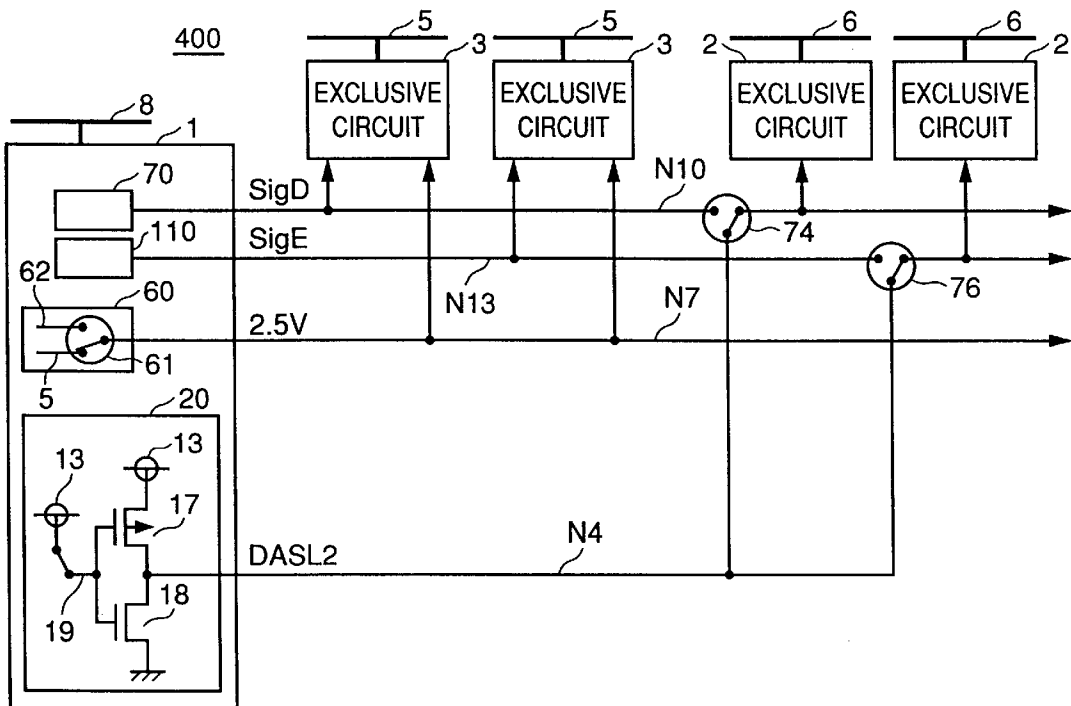 400
5
3
5
3
2
6
6
2
EXCLUSIVE
CIRCUIT
EXCLUSIVE
CIRCUIT
EXCLUSIVE
CIRCUIT
EXCLUSIVE
CIRCUIT
8
1
70
SigD
N10
74
110
SigE
N13
76
62
60
2.5V
N7
61
5
20
13
13
17
DASL2
N4
19
18